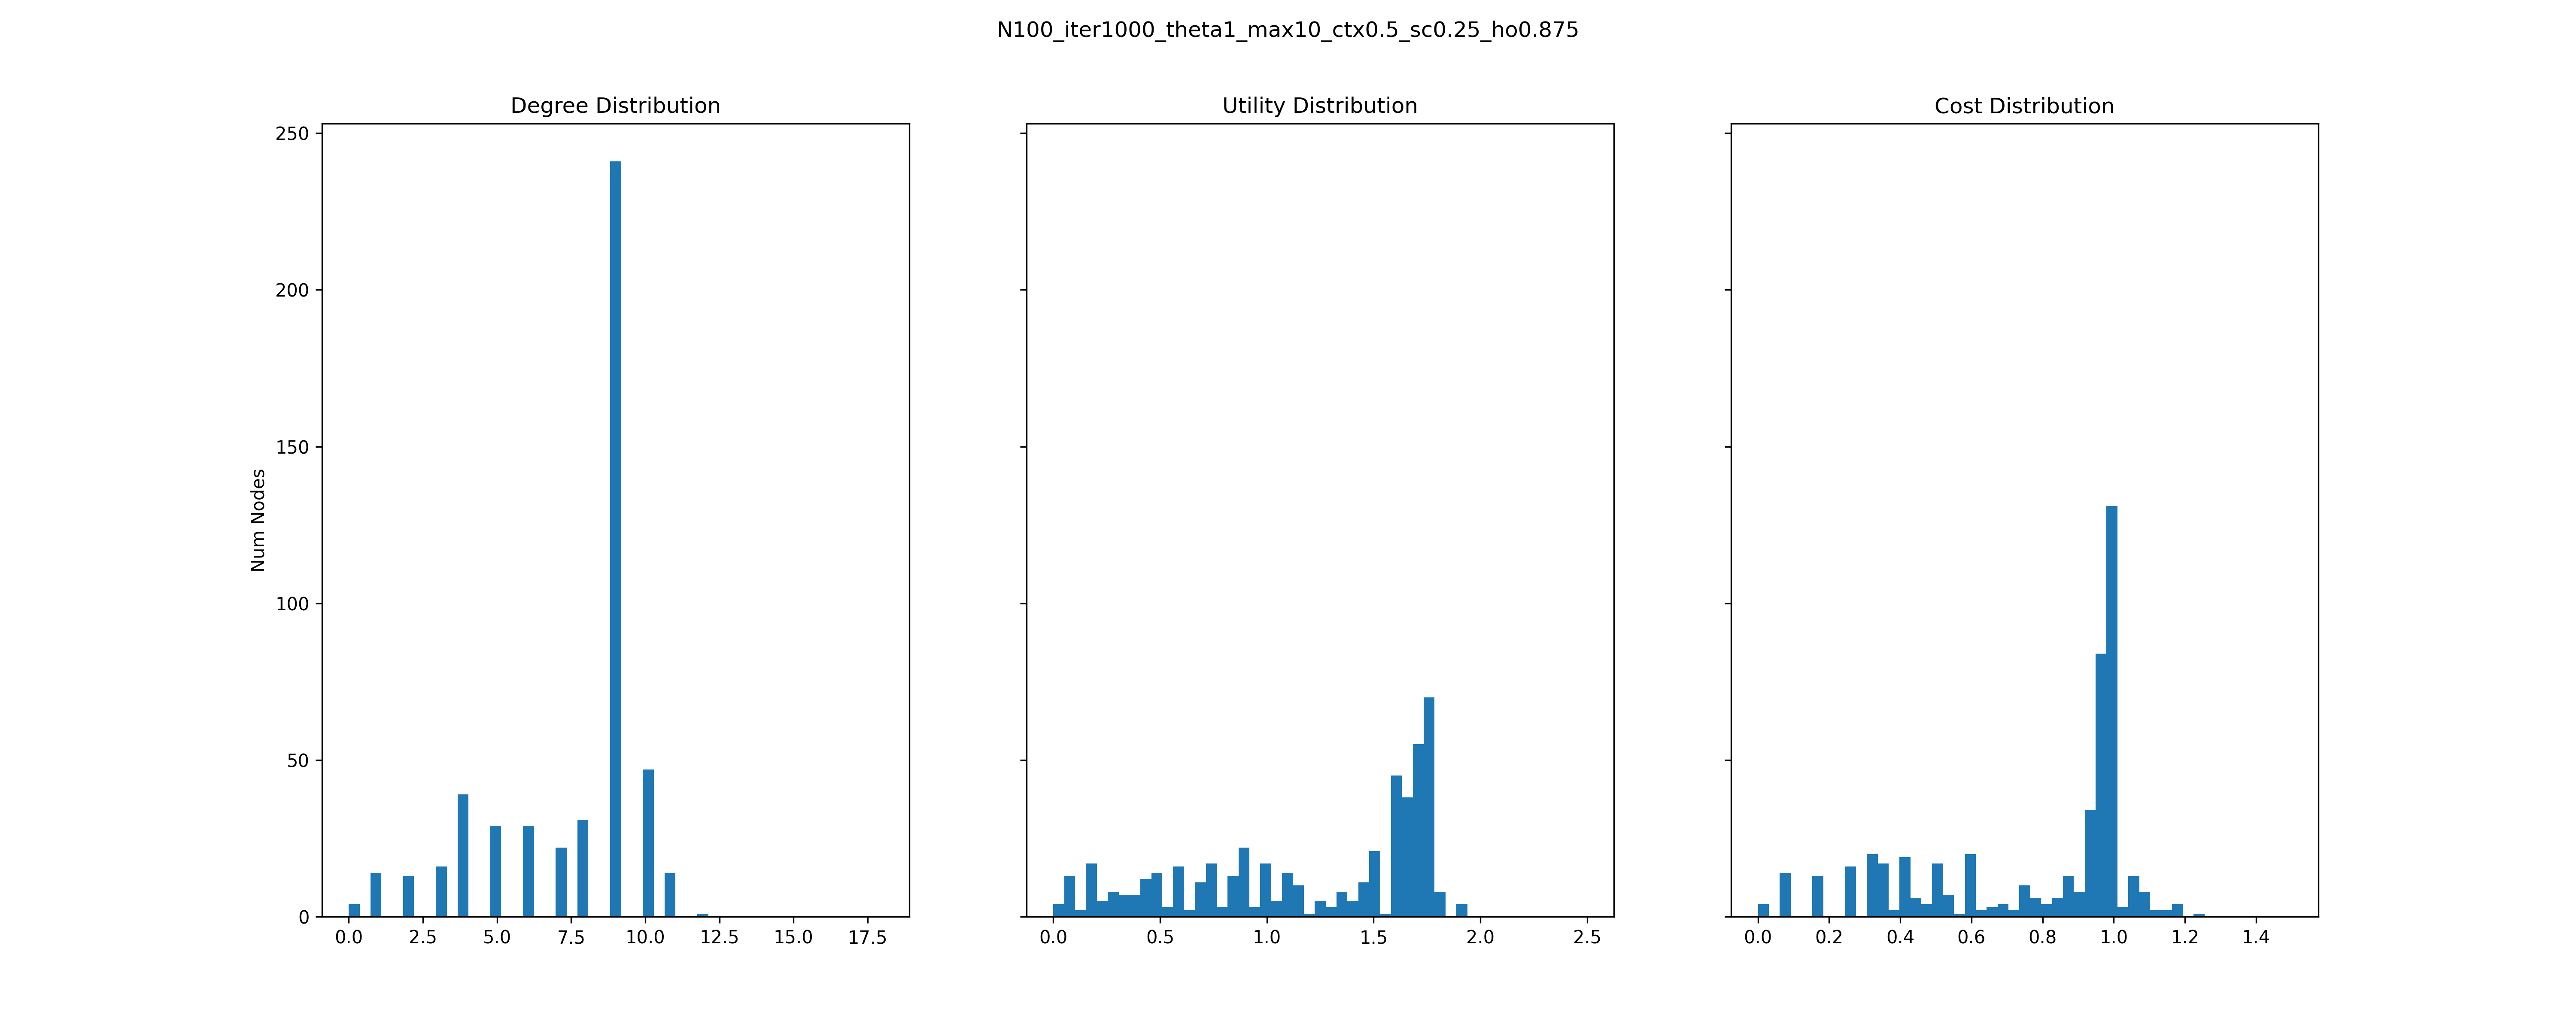 N100_iter1000_theta1_max10_ctx0.5_sc0.25_ho0.875
Degree Distribution
Utility Distribution
Cost Distribution
Num Nodes
250
200
150
100
50
0
0.0 2.5 5.0 7.5 10.0 12.5 15.0 17.5
0.0 0.5 1.0 1.5 2.0 2.5
0.0 0.2 0.4 0.6 0.8 1.0 1.2 1.4